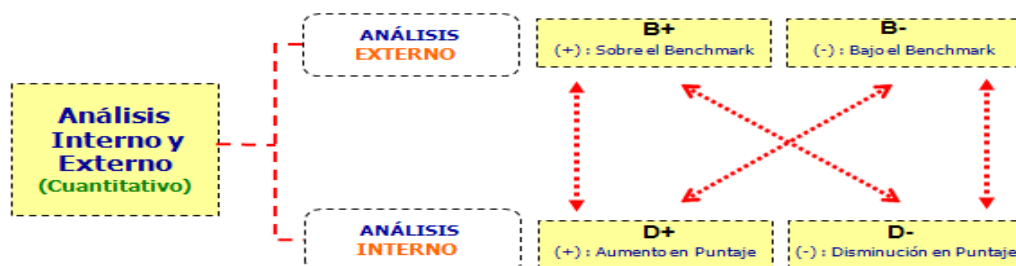 Análisis
Interno y
Externo
(Cuantitativo)
ANÁLISIS
EXTERNO
B+
(+) : Sobre el Benchmark
B-
(-) : Bajo el Benchmark
ANÁLISIS
INTERNO
D+
(+) : Aumento en Puntaje
D-
(-) : Disminución en Puntaje